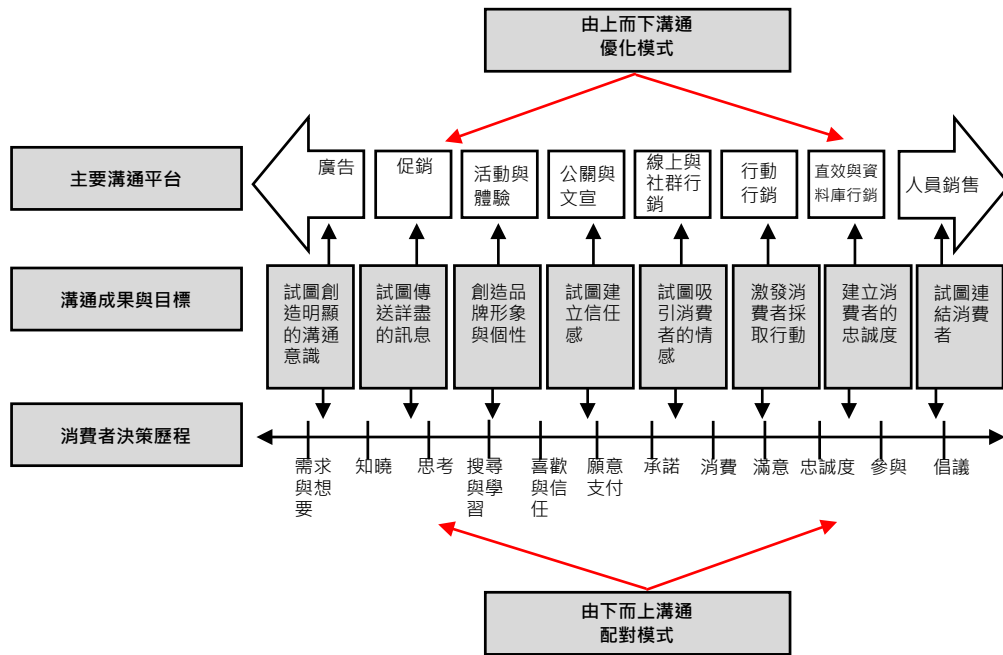 由上而下溝通
優化模式
主要溝通平台
廣告
促銷
活動與
體驗
公關與
文宣
線上與
社群行
銷
行動
行銷
直效與資
料庫行銷
人員銷售
溝通成果與目標
試圖創
造明顯
的溝通
意識
試圖傳
送詳盡
的訊息
創造品
牌形象
與個性
試圖建
立信任
感
試圖吸
引消費
者的情
感
激發消
費者採
取行動
建立消
費者的
忠誠度
試圖連
結消費
者
消費者決策歷程
需求
與想
要
知曉
思考
搜尋
與學
習
喜歡
與信
任
願意
支付
承諾
消費
滿意
忠誠度
參與
倡議
由下而上溝通
配對模式